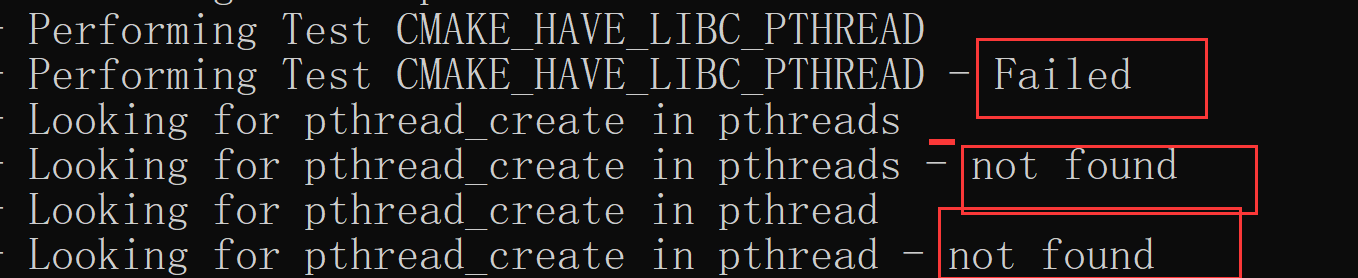 - Performing Test CMAKE_HAVE_LIBC_PTHREAD
- Performing Test CMAKE_HAVE_LIBC_PTHREAD - Failed
- Looking for pthread_create in pthreads
- Looking for pthread_create in pthreads - not found
- Looking for pthread_create in pthread
- Looking for pthread_create in pthread - not found